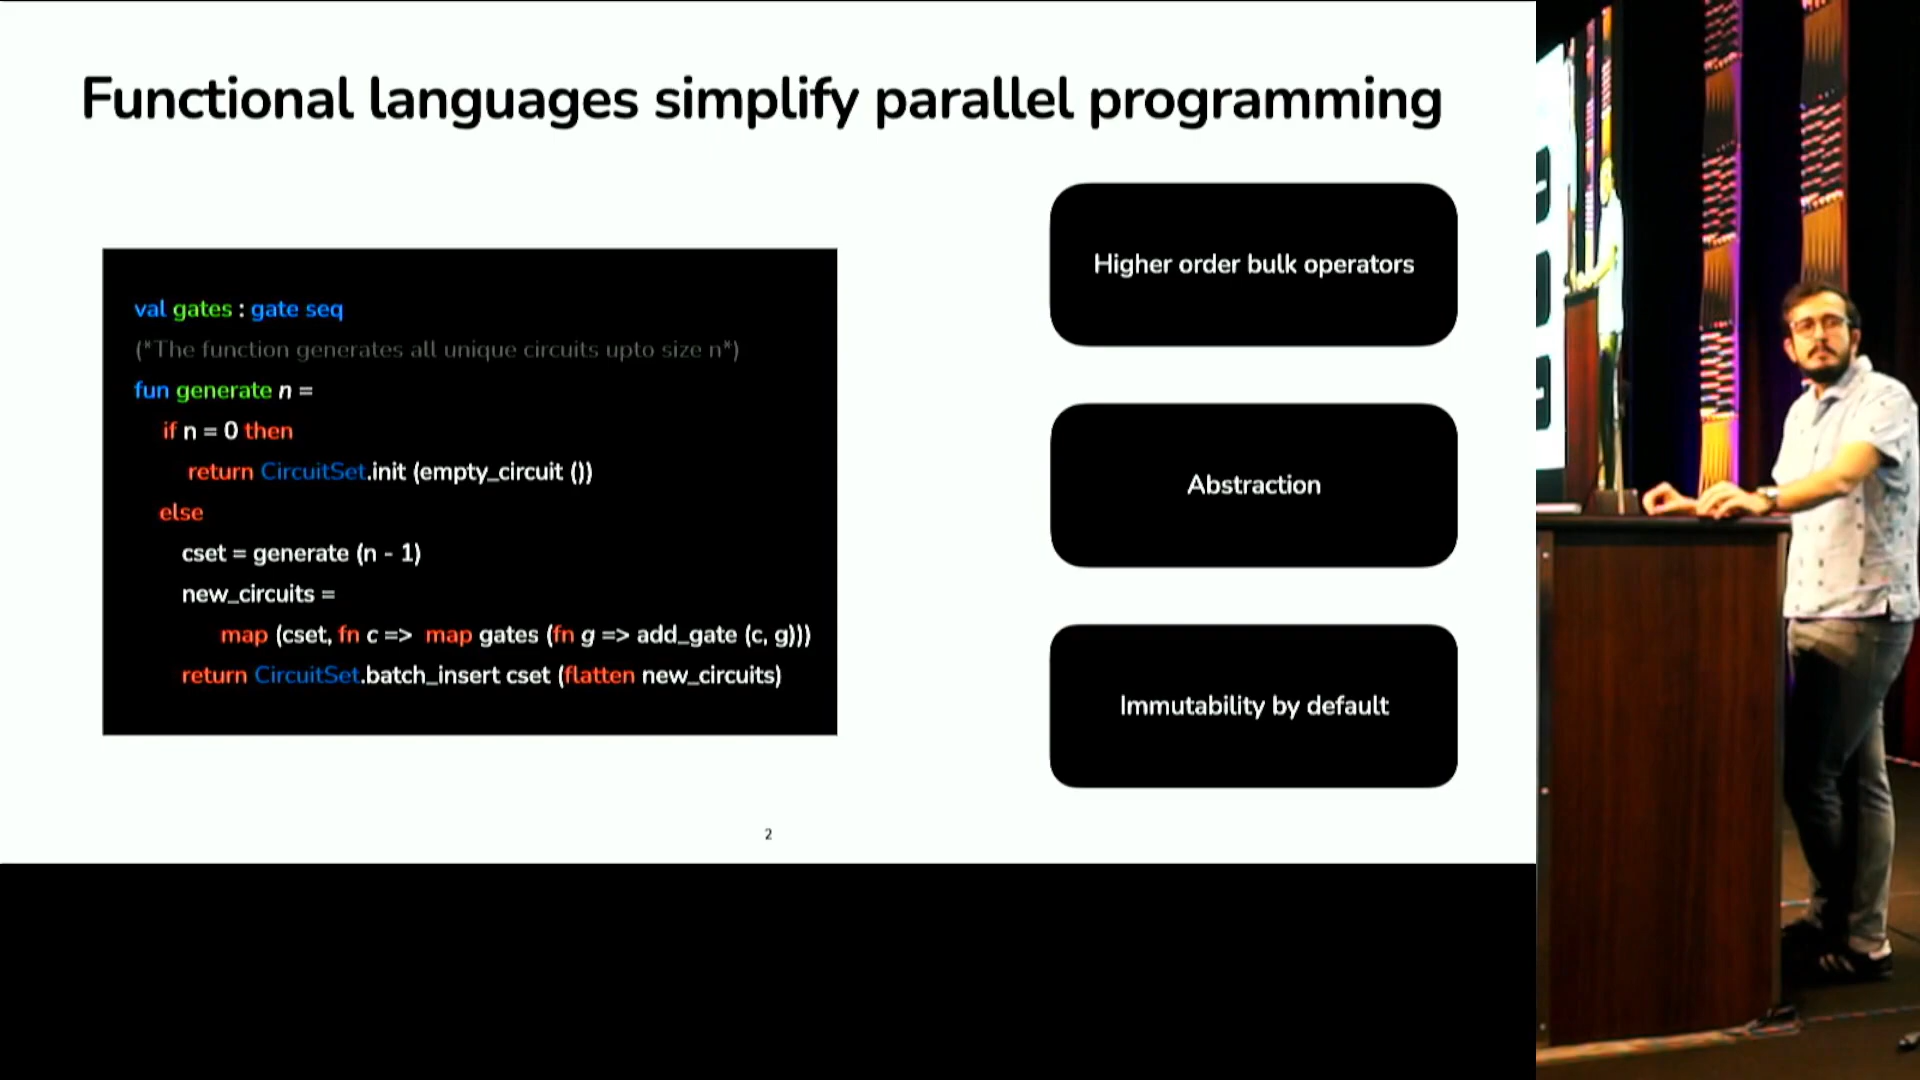 Functional languages simplify parallel programming
val gates : gate seq
(*The function generates all unique circuits upto size n*)
fun generate n =
if n = 0 then
return CircuitSet.init (empty_circuit ())
else
cset = generate (n - 1)
new_circuits =
map (cset, fn c => map gates (fn g => add_gate (c, g)))
return CircuitSet.batch_insert cset (flatten new_circuits)
Higher order bulk operators
Abstraction
Immutability by default
2